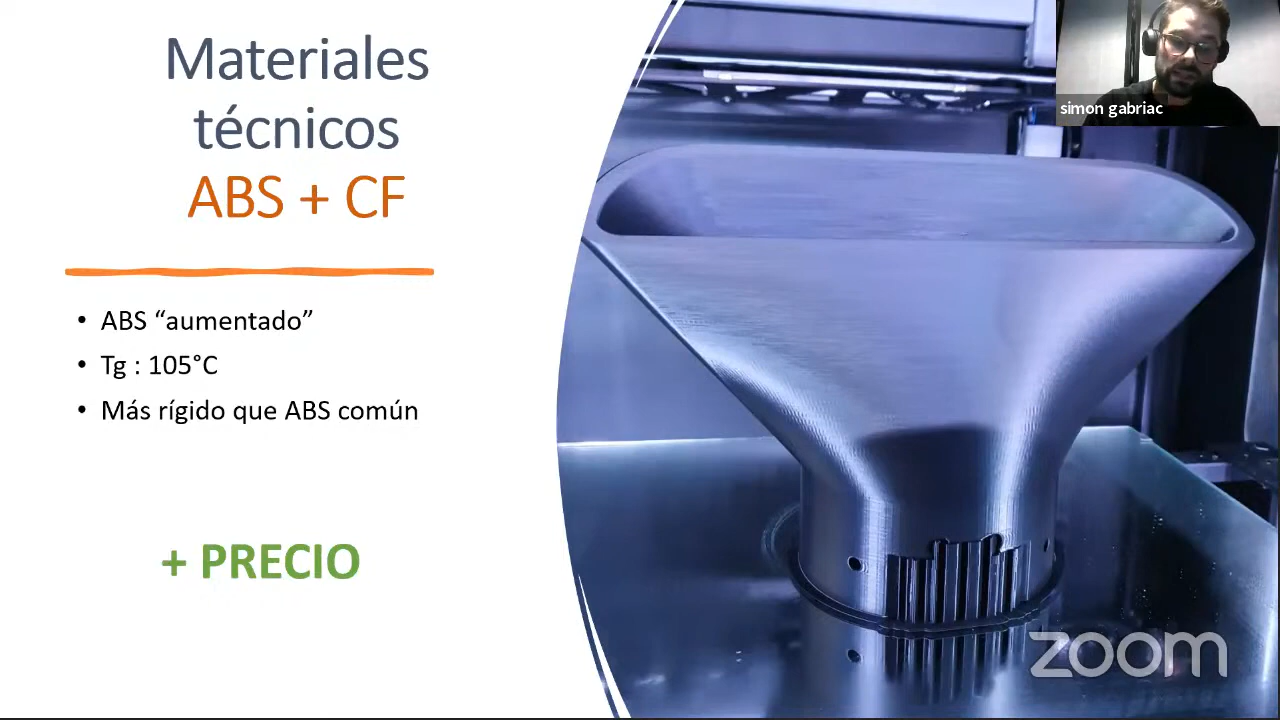 Materiales
técnicos
ABS + CF
• ABS “aumentado”
• Tg : 105°C
• Más rígido que ABS común
+ PRECIO
simon gabriac
zoom